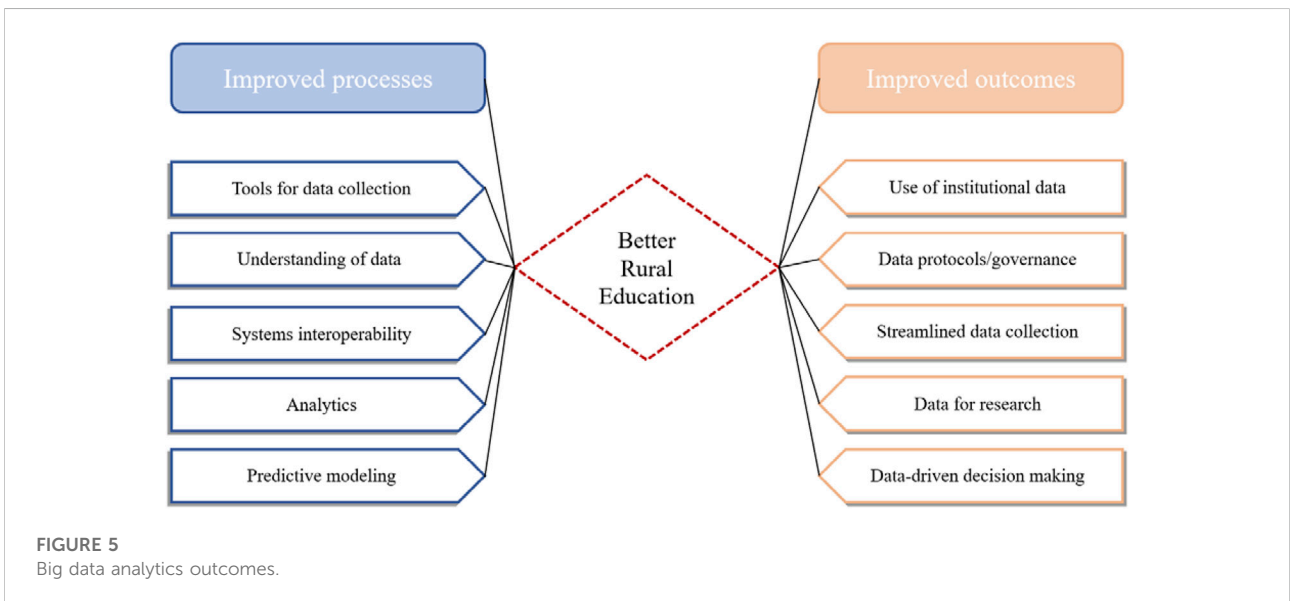 Improved processes
Improved outcomes
Tools for data collection
Understanding of data
Systems interoperability
Analytics
Predictive modeling
Better
Rural
Education
Use of institutional data
Data protocols/governance
Streamlined data collection
Data for research
Data-driven decision making
FIGURE 5
Big data analytics outcomes.